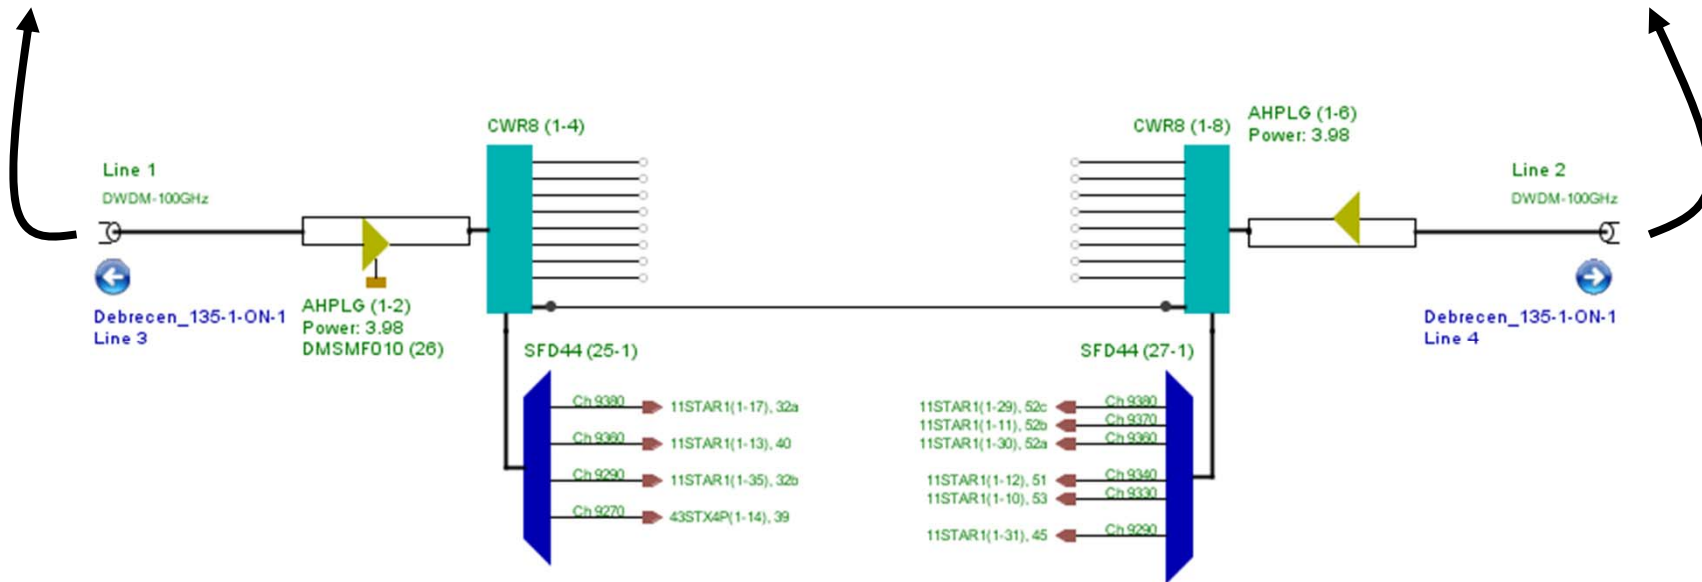 CWR8 (1-4)
CWR8 (1-8)
AHPLG (1-6)
Power: 3.98
Line 1
DWDM-100GHz
Line 2
DWDM-100GHz
Debrecen_135-1-ON-1
Line 3
AHPLG (1-2)
Power: 3.98
DMSMF010 (26)
Debrecen_135-1-ON-1
Line 4
SFD44 (25-1)
Ch 9380 11STAR1(1-17), 32a
Ch 9360 11STAR1(1-13), 40
Ch 9290 11STAR1(1-35), 32b
Ch 9270 43STX4P(1-14), 39
SFD44 (27-1)
11STAR1(1-29), 52c Ch 9380
11STAR1(1-11), 52b Ch 9370
11STAR1(1-30), 52a Ch 9360
11STAR1(1-12), 51 Ch 9340
11STAR1(1-10), 53 Ch 9330
11STAR1(1-31), 45 Ch 9290